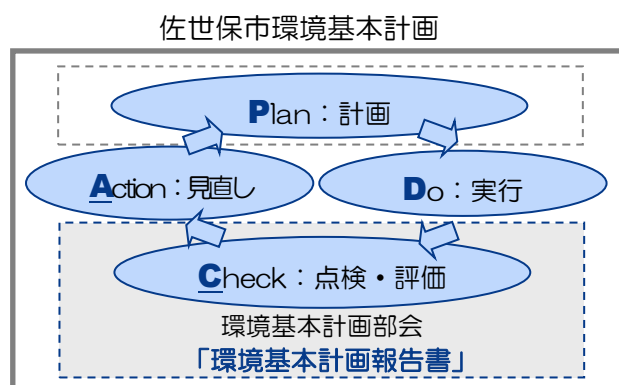 佐世保市環境基本計画
Plan：計画
Action：見直し
Do：実行
Check：点検・評価
環境基本計画部会
「環境基本計画報告書」